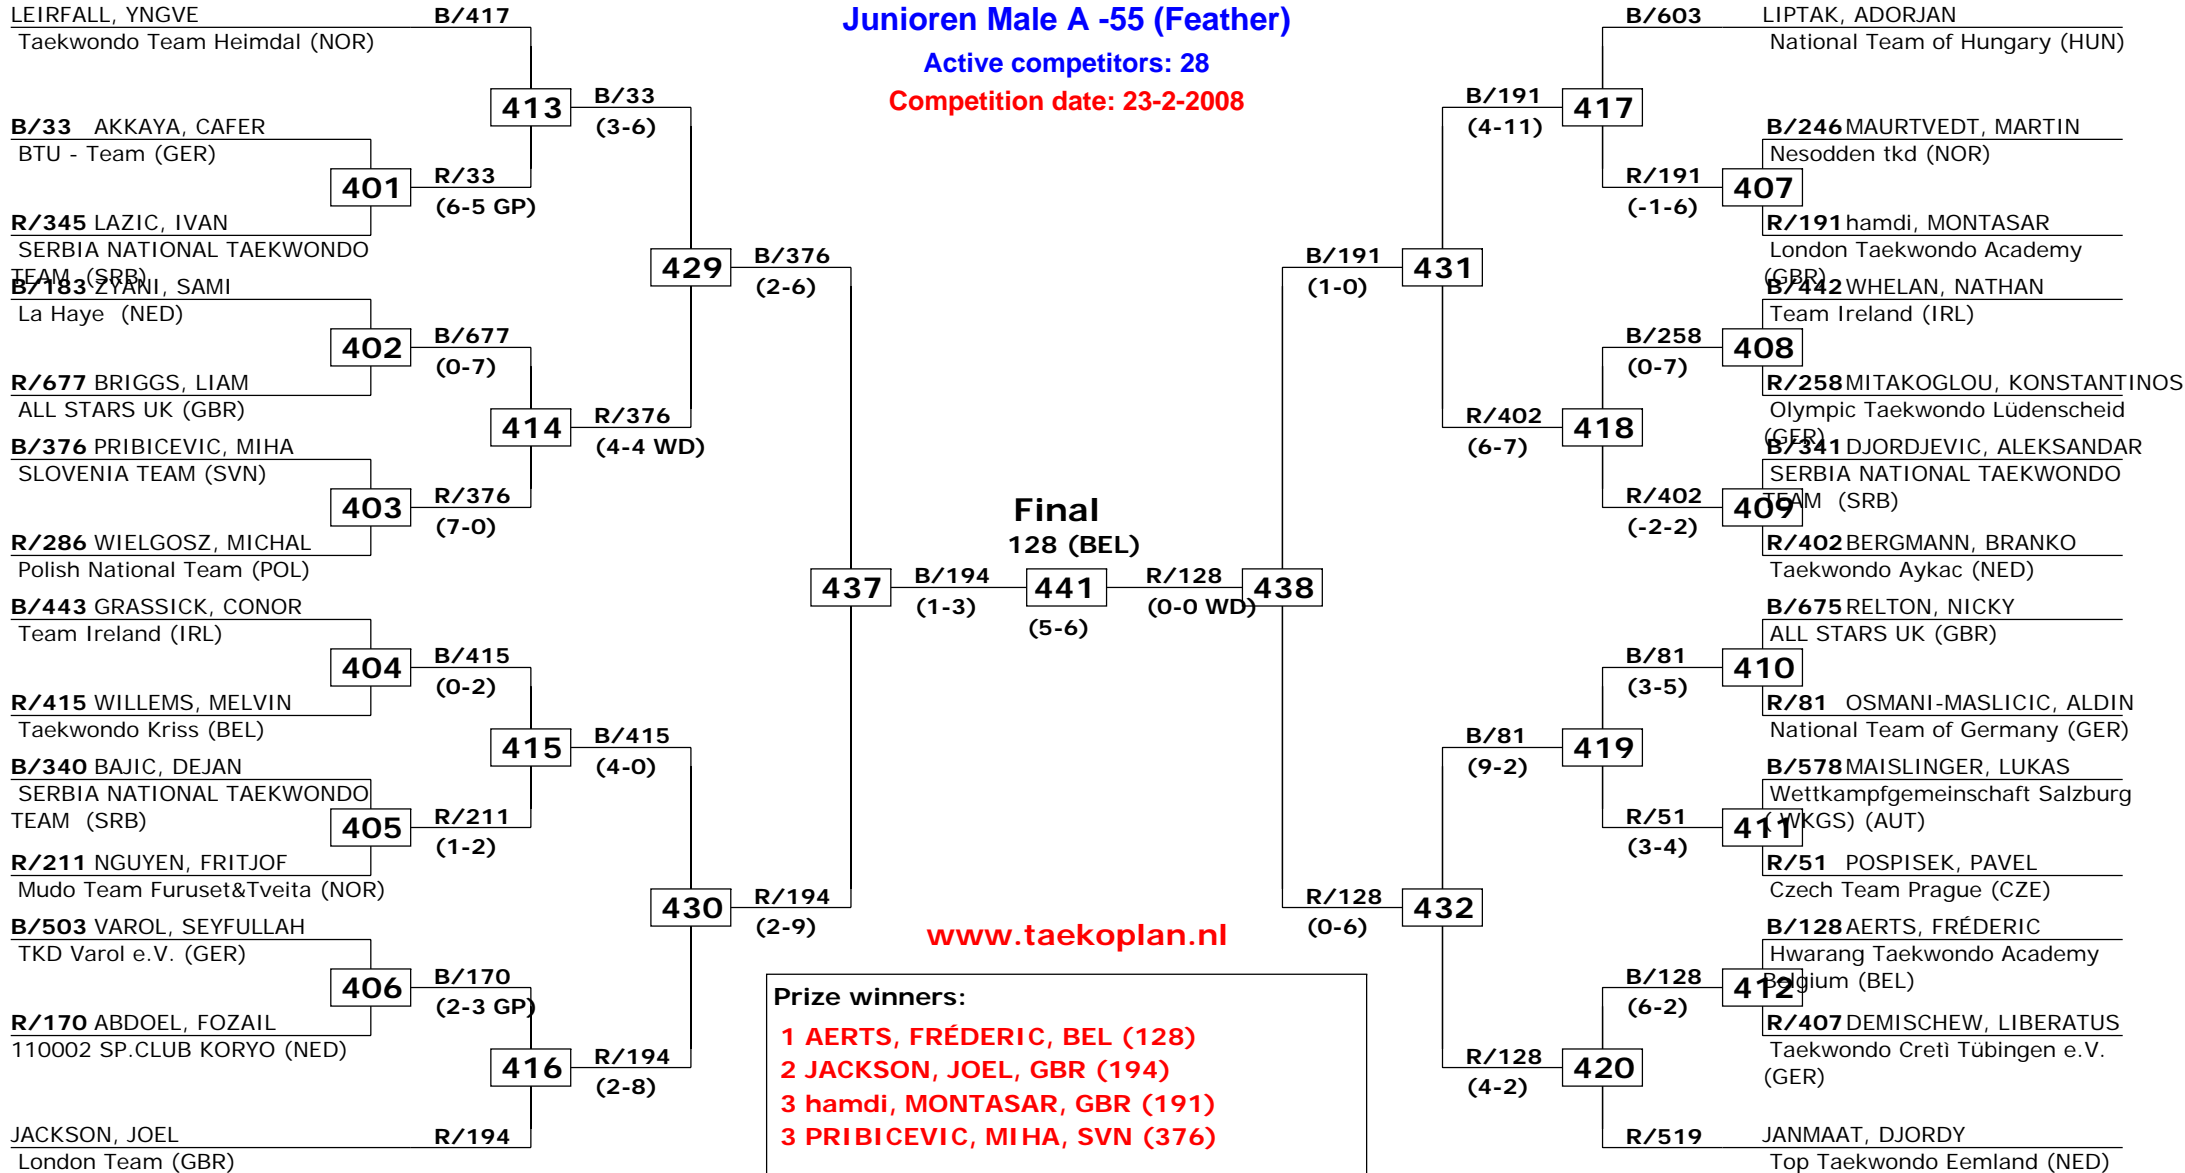 Junioren Male A -55 (Feather)
Active competitors: 28
Competition date: 23-2-2008
LEIRFALL, YNGVE B/417
Taekwondo Team Heimdal (NOR)
B/33 AKKAYA, CAFER
BTU - Team (GER)
401
R/345 LAZIC, IVAN
SERBIA NATIONAL TAEKWONDO
TEAM (SRB)
B/183 ZYANI, SAMI
La Haye (NED)
402
R/677 BRIGGS, LIAM
ALL STARS UK (GBR)
B/376 PRIBICEVIC, MIHA
SLOVENIA TEAM (SVN)
403
R/286 WIELGOSZ, MICHAL
Polish National Team (POL)
B/443 GRASSICK, CONOR
Team Ireland (IRL)
404
R/415 WILLEMS, MELVIN
Taekwondo Kriss (BEL)
B/340 BAJIC, DEJAN
SERBIA NATIONAL TAEKWONDO
TEAM (SRB)
405
R/211 NGUYEN, FRITJOF
Mudo Team Furuset&Tveita (NOR)
B/503 VAROL, SEYFULLAH
TKD Varol e.V. (GER)
406
R/170 ABDOEL, FOZAIL
110002 SP.CLUB KORYO (NED)
JACKSON, JOEL R/194
London Team (GBR)
413
R/33
(6-5 GP)
B/677
(0-7)
414
R/376
(7-0)
B/415
(0-2)
415
R/211
(1-2)
B/170
(2-3 GP)
416
B/33
(3-6)
429
R/376
(4-4 WD)
B/415
(4-0)
430
R/194
(2-8)
B/376
(2-6)
437
R/194
(2-9)
Final
128 (BEL)
B/194
(1-3)
441
(5-6)
R/128
(0-0 WD)
438
B/191
(1-0)
R/128
(0-6)
431
B/191
(4-11)
R/402
(6-7)
432
B/81
(9-2)
R/128
(4-2)
417
R/191
(-1-6)
418
B/258
(0-7)
R/402
(-2-2)
419
B/81
(3-5)
R/51
(3-4)
420
B/128
(6-2)
B/603 LIPTAK, ADORJAN
National Team of Hungary (HUN)
B/246 MAURTVEDT, MARTIN
Nesodden tkd (NOR)
407
R/191 hamdi, MONTASAR
London Taekwondo Academy
(GBR)
B/442 WHELAN, NATHAN
Team Ireland (IRL)
408
R/258 MITAKOGLOU, KONSTANTINOS
Olympic Taekwondo Lüdenscheid
(GER)
B/341 DJORDJEVIC, ALEKSANDAR
SERBIA NATIONAL TAEKWONDO
TEAM (SRB)
409
R/402 BERGMANN, BRANKO
Taekwondo Aykac (NED)
B/675 RELTON, NICKY
ALL STARS UK (GBR)
410
R/81 OSMANI-MASLICIC, ALDIN
National Team of Germany (GER)
B/578 MAISLINGER, LUKAS
Wettkampfgemeinschaft Salzburg
( WKGS) (AUT)
411
R/51 POSPISEK, PAVEL
Czech Team Prague (CZE)
B/128 AERTS, FRÉDERIC
Hwarang Taekwondo Academy
Belgium (BEL)
412
R/407 DEMISCHEW, LIBERATUS
Taekwondo Cretì Tübingen e.V.
(GER)
R/519 JANMAAT, DJORDY
Top Taekwondo Eemland (NED)
www.taekoplan.nl
Prize winners:
1 AERTS, FRÉDERIC, BEL (128)
2 JACKSON, JOEL, GBR (194)
3 hamdi, MONTASAR, GBR (191)
3 PRIBICEVIC, MIHA, SVN (376)